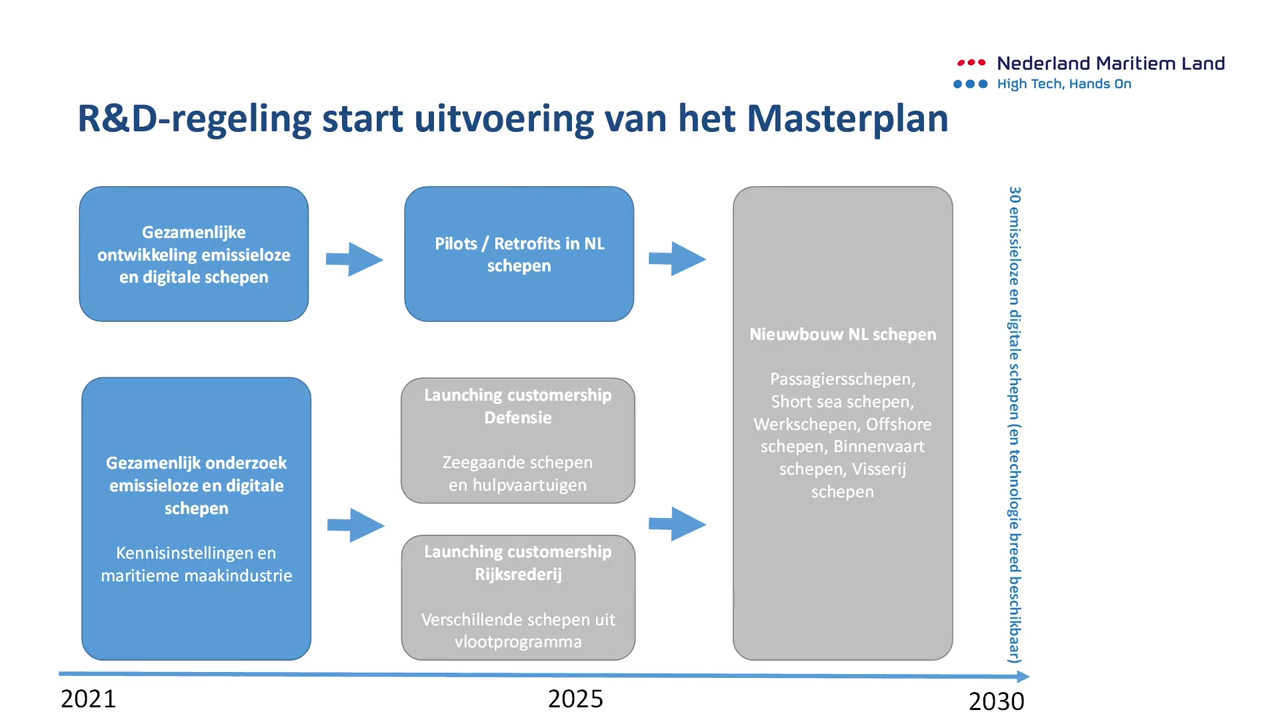 Nederland Maritiem Land
High Tech, Hands On
R&D-regeling start uitvoering van het Masterplan
Gezamenlijke
ontwikkeling emissieloze
en digitale schepen
Pilots / Retrofits in NL
schepen
Gezamenlijk onderzoek
emissieloze en digitale
schepen
Kennisinstellingen en
maritieme maakindustrie
Launching customership
Defensie
Zeegaande schepen
en hulpvaartuigen
Launching customership
Rijksrederij
Verschillende schepen uit
vlootprogramma
Nieuwbouw NL schepen
Passagiersschepen,
Short sea schepen,
Werkschepen, Offshore
schepen, Binnenvaart
schepen, Visserij
schepen
30 emissieloze en digitale schepen (en technologie breed beschikbaar)
2021
2025
2030